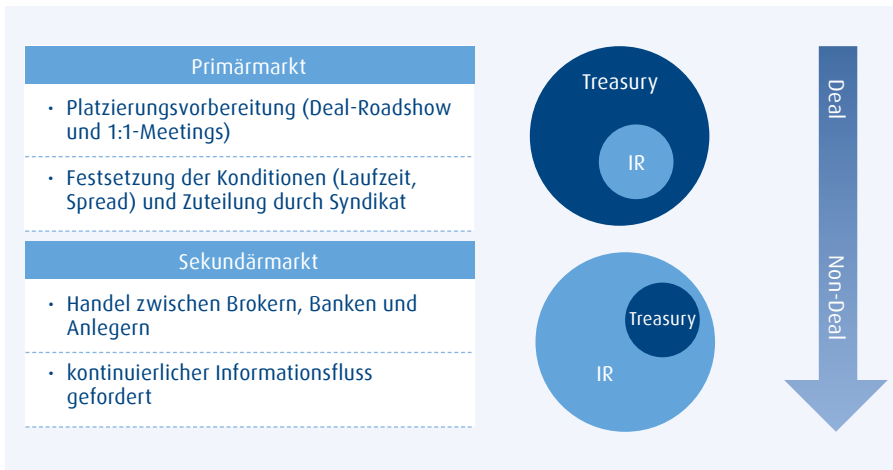 Primärmarkt
• Platzierungsvorbereitung (Deal-Roadshow
und 1:1-Meetings)
• Festsetzung der Konditionen (Laufzeit,
Spread) und Zuteilung durch Syndikat
Treasury
IR
Deal
Sekundärmarkt
• Handel zwischen Brokern, Banken und
Anlegern
• kontinuierlicher Informationsfluss
gefordert
Treasury
IR
Non-Deal